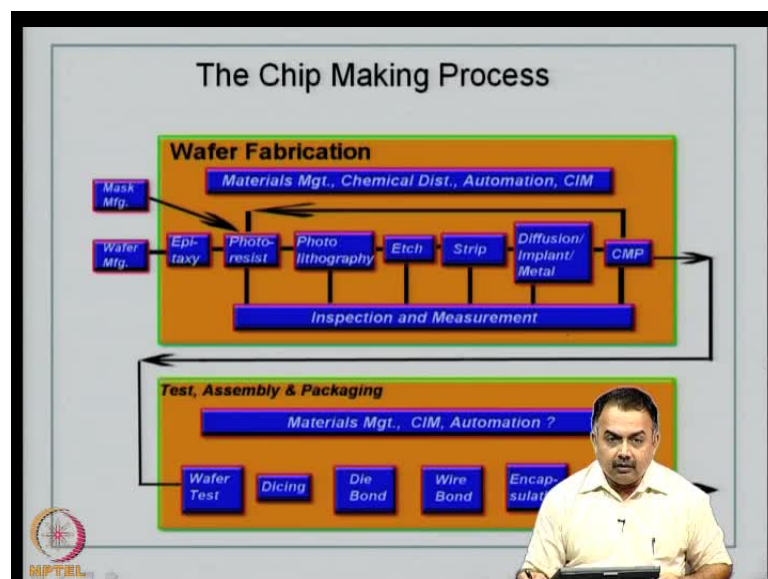 The Chip Making Process
Wafer Fabrication
Materials Mgt., Chemical Dist., Automation, CIM
Mask
Mfg.
Wafer
Mfg.
Epi-
taxy
Photo-
resist
Photo
lithography
Etch
Strip
Diffusion/
Implant/
Metal
CMP
Inspection and Measurement
Test, Assembly & Packaging
Materials Mgt., CIM, Automation ?
Wafer
Test
Dicing
Die
Bond
Wire
Bond
Encap-
NPTEL